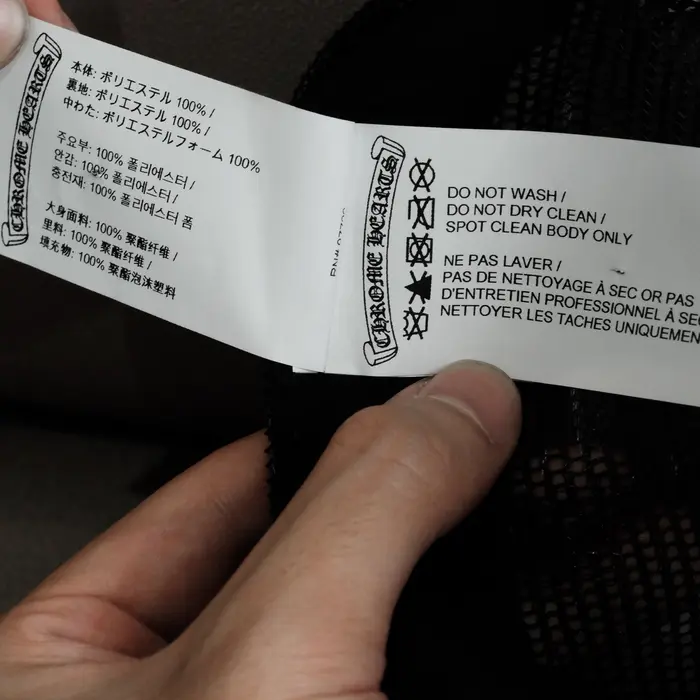 CHROME HEARTS
本体: ポリエステル 100% /
裏地: ポリエステル 100% /
中わた: ポリエステルフォーム 100%
주요부: 100% 폴리에스터 /
안감: 100% 폴리에스터 /
충전재: 100% 폴리에스터 폼
大身面料: 100% 聚酯纤维 /
里料: 100% 聚酯纤维 /
填充物: 100% 聚酯泡沫塑料
CHROME HEARTS
DO NOT WASH /
DO NOT DRY CLEAN /
SPOT CLEAN BODY ONLY
NE PAS LAVER /
PAS DE NETTOYAGE À SEC OR PAS
D'ENTRETIEN PROFESSIONNEL À
NETTOYER LES TACHES